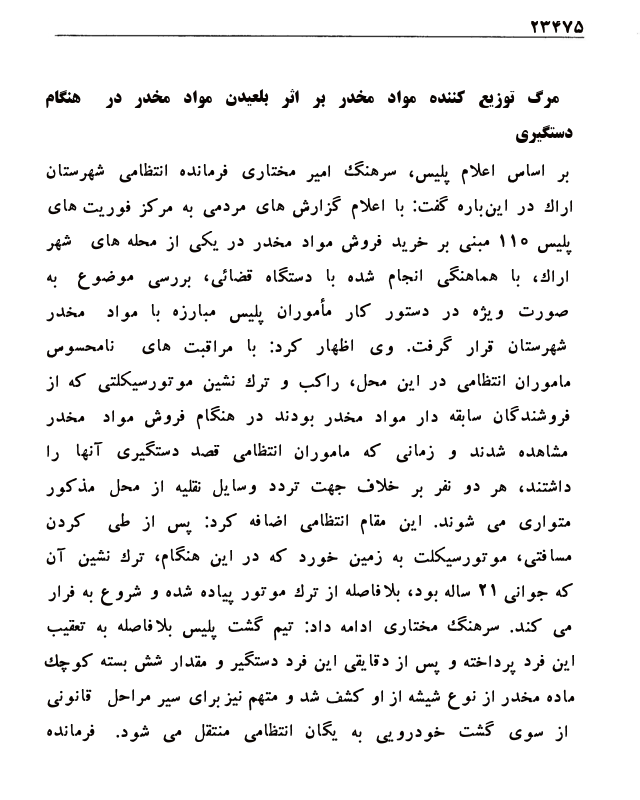 ۲۳۴۷۵
مرگ توزیع کننده مواد مخدر بر اثر بلعیدن مواد مخدر در هنگام
دستگیری
بر اساس اعلام پلیس، سرهنگ امیر مختاری فرمانده انتظامی شهرستان
اراك در این‌باره گفت: با اعلام گزارش های مردمی به مرکز فوریت های
پلیس ۱۱۰ مبنی بر خرید فروش مواد مخدر در یکی از محله های شهر
اراك، با هماهنگی انجام شده با دستگاه قضائی، بررسی موضوع به
صورت ویژه در دستور کار مأموران پلیس مبارزه با مواد مخدر
شهرستان قرار گرفت. وی اظهار کرد: با مراقبت های نامحسوس
ماموران انتظامی در این محل، راکب و ترك نشین موتورسیکلتی که از
فروشندگان سابقه دار مواد مخدر بودند در هنگام فروش مواد مخدر
مشاهده شدند و زمانی که ماموران انتظامی قصد دستگیری آنها را
داشتند، هر دو نفر بر خلاف جهت تردد وسایل نقلیه از محل مذکور
متواری می شوند. این مقام انتظامی اضافه کرد: پس از طی کردن
مسافتی، موتورسیکلت به زمین خورد که در این هنگام، ترك نشین آن
که جوانی ۲۱ ساله بود، بلافاصله از ترك موتور پیاده شده و شروع به فرار
می کند. سرهنگ مختاری ادامه داد: تیم گشت پلیس بلافاصله به تعقیب
این فرد پرداخته و پس از دقایقی این فرد دستگیر و مقدار شش بسته کوچك
ماده مخدر از نوع شیشه از او کشف شد و متهم نیز برای سیر مراحل قانونی
از سوی گشت خودرویی به یگان انتظامی منتقل می شود. فرمانده